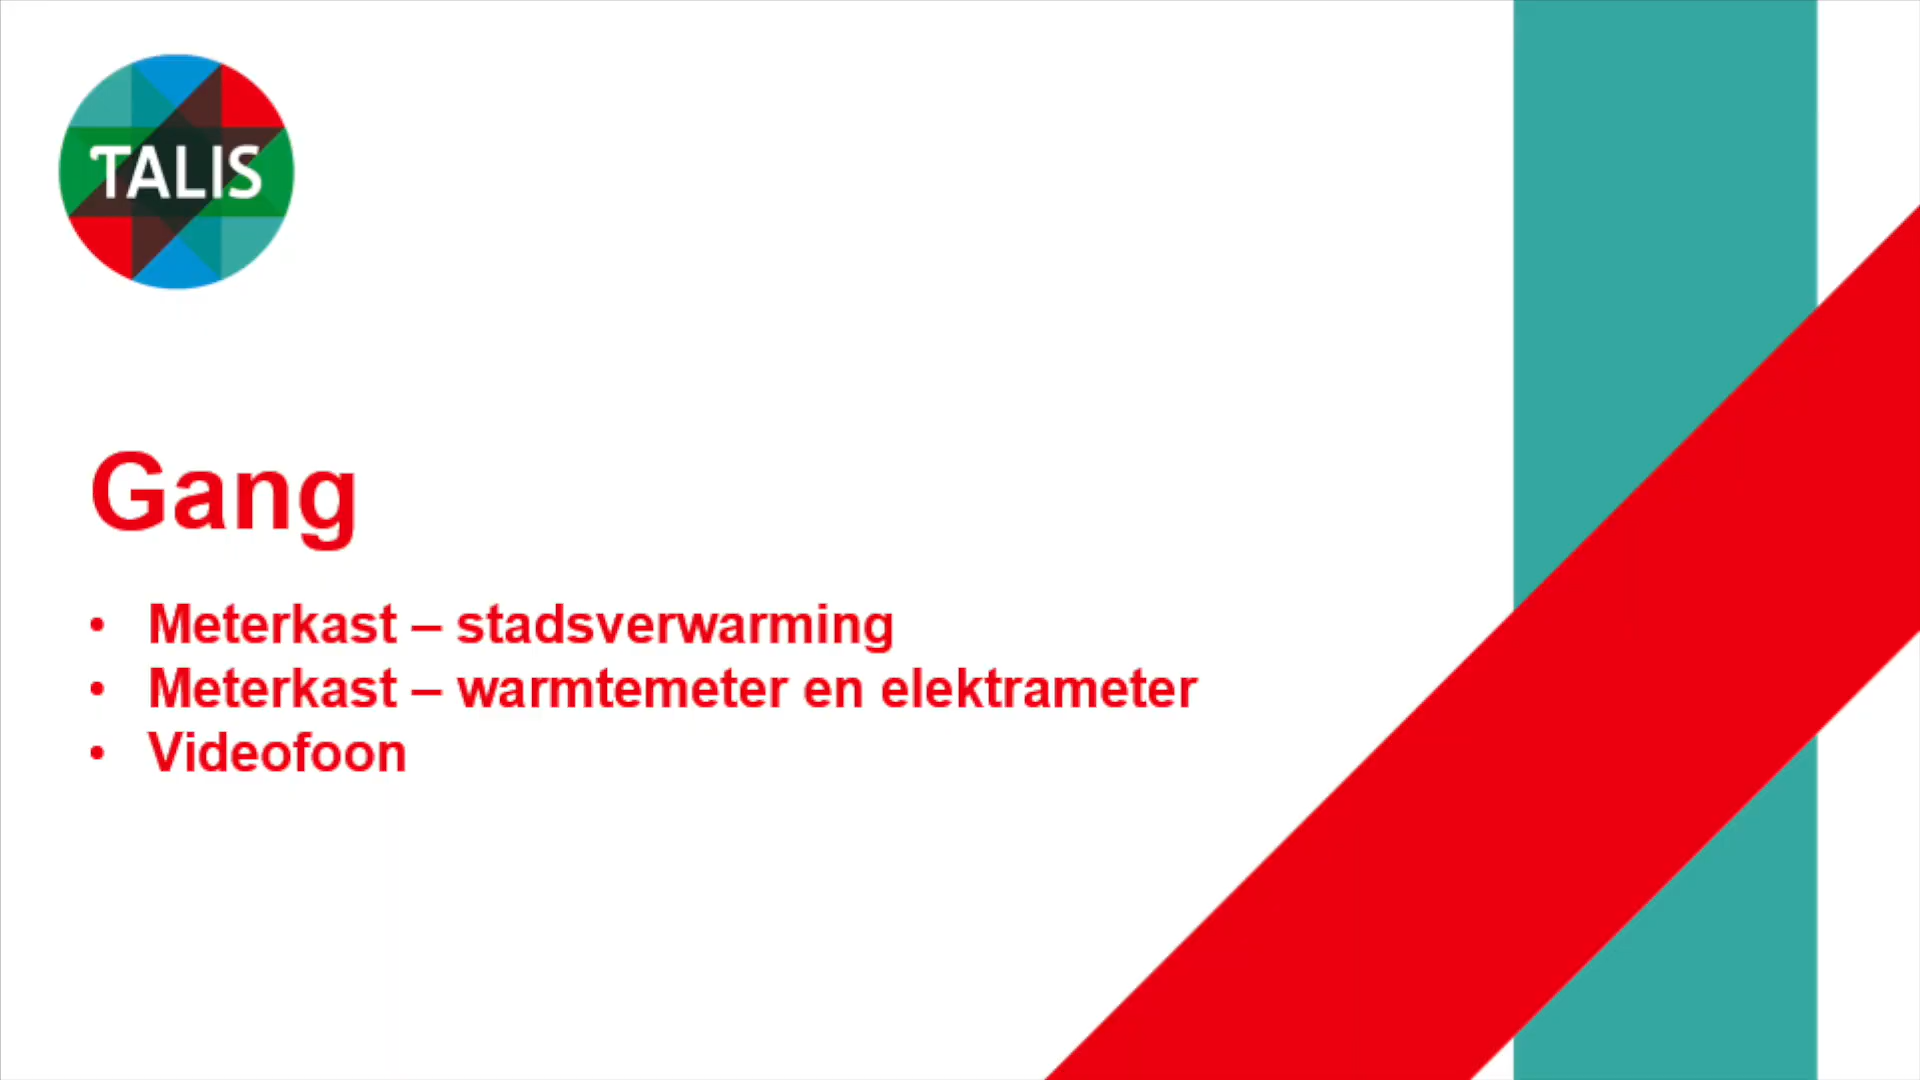 TALIS
Gang
• Meterkast – stadsverwarming
• Meterkast – warmtemeter en elektrameter
• Videofoon